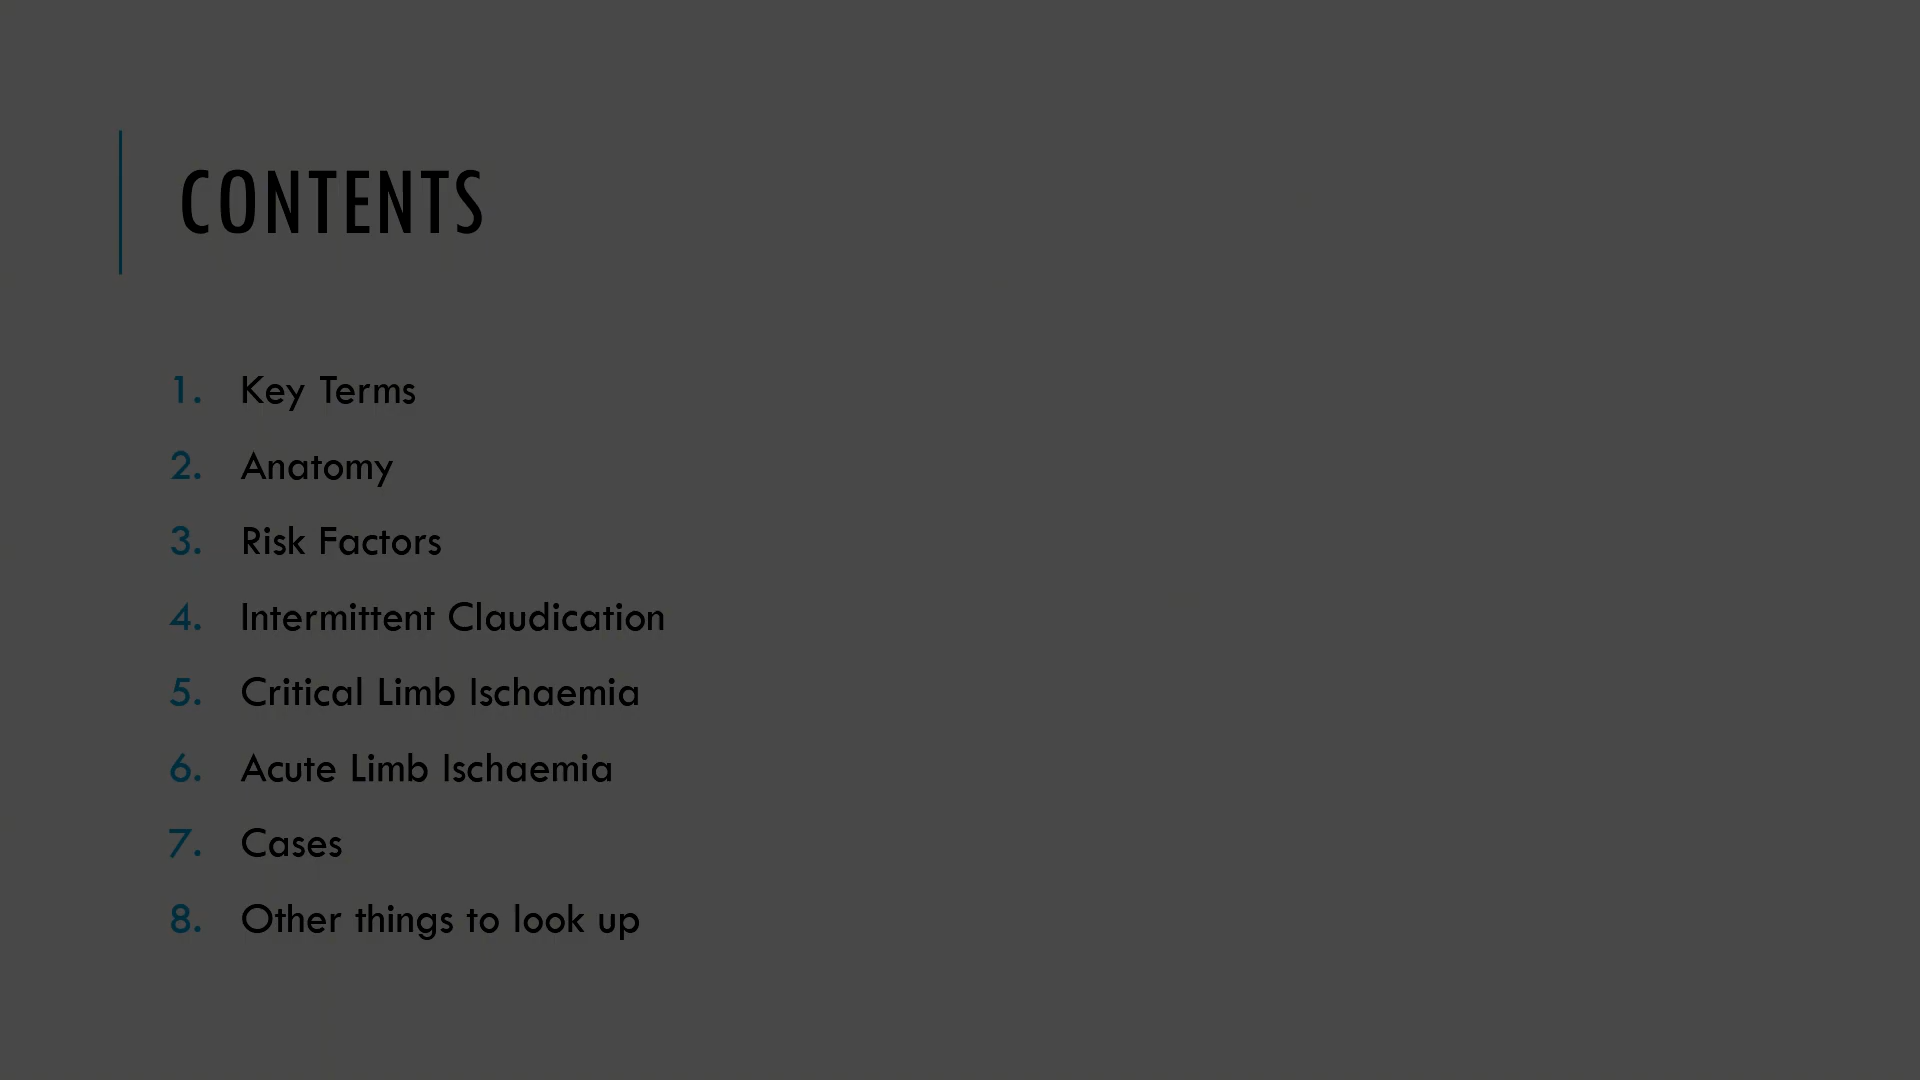 CONTENTS
1. Key Terms
2. Anatomy
3. Risk Factors
4. Intermittent Claudication
5. Critical Limb Ischaemia
6. Acute Limb Ischaemia
7. Cases
8. Other things to look up